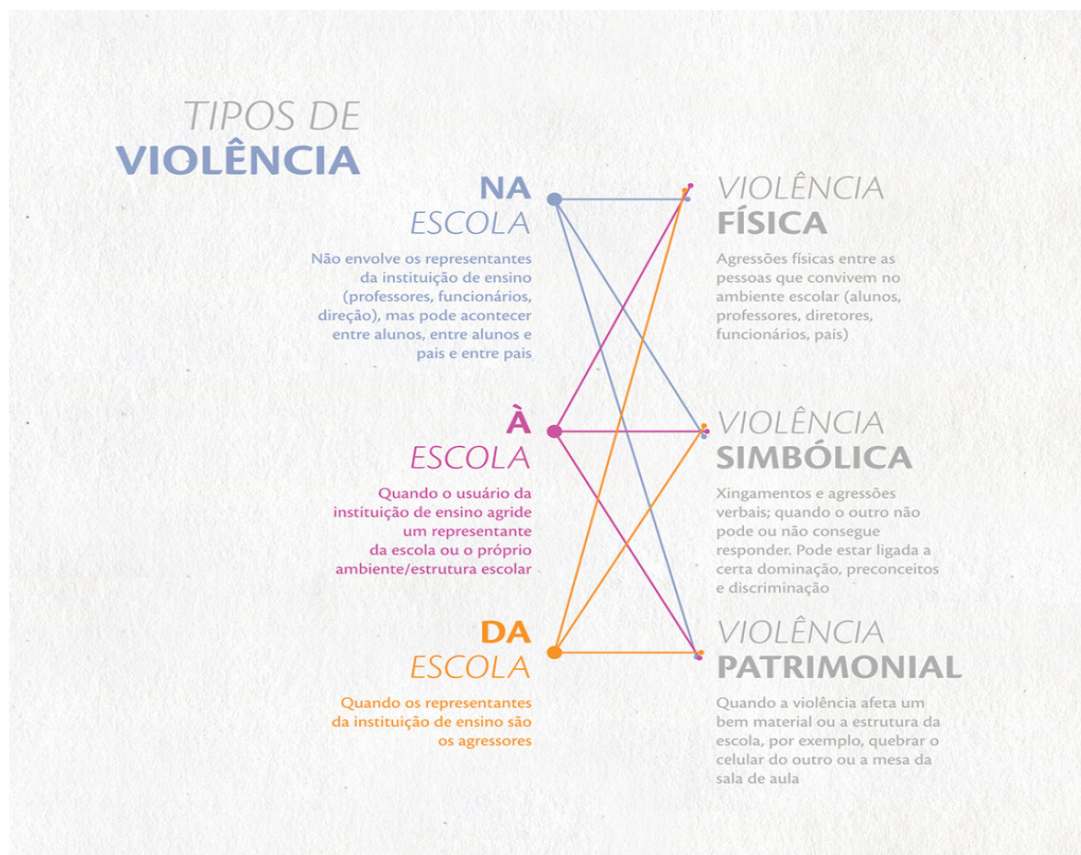 TIPOS DE
VIOLÊNCIA
NA
ESCOLA
Não envolve os representantes
da instituição de ensino
(professores, funcionários,
direção), mas pode acontecer
entre alunos, entre alunos e
pais e entre pais
VIOLÊNCIA
FÍSICA
Agressões físicas entre as
pessoas que convivem no
ambiente escolar (alunos,
professores, diretores,
funcionários, pais)
À
ESCOLA
Quando o usuário da
instituição de ensino agride
um representante
da escola ou o próprio
ambiente/estrutura escolar
VIOLÊNCIA
SIMBÓLICA
Xingamentos e agressões
verbais; quando o outro não
pode ou não consegue
responder. Pode estar ligada a
certa dominação, preconceitos
e discriminação
DA
ESCOLA
Quando os representantes
da instituição de ensino são
os agressores
VIOLÊNCIA
PATRIMONIAL
Quando a violência afeta um
bem material ou a estrutura da
escola, por exemplo, quebrar o
celular do outro ou a mesa da
sala de aula